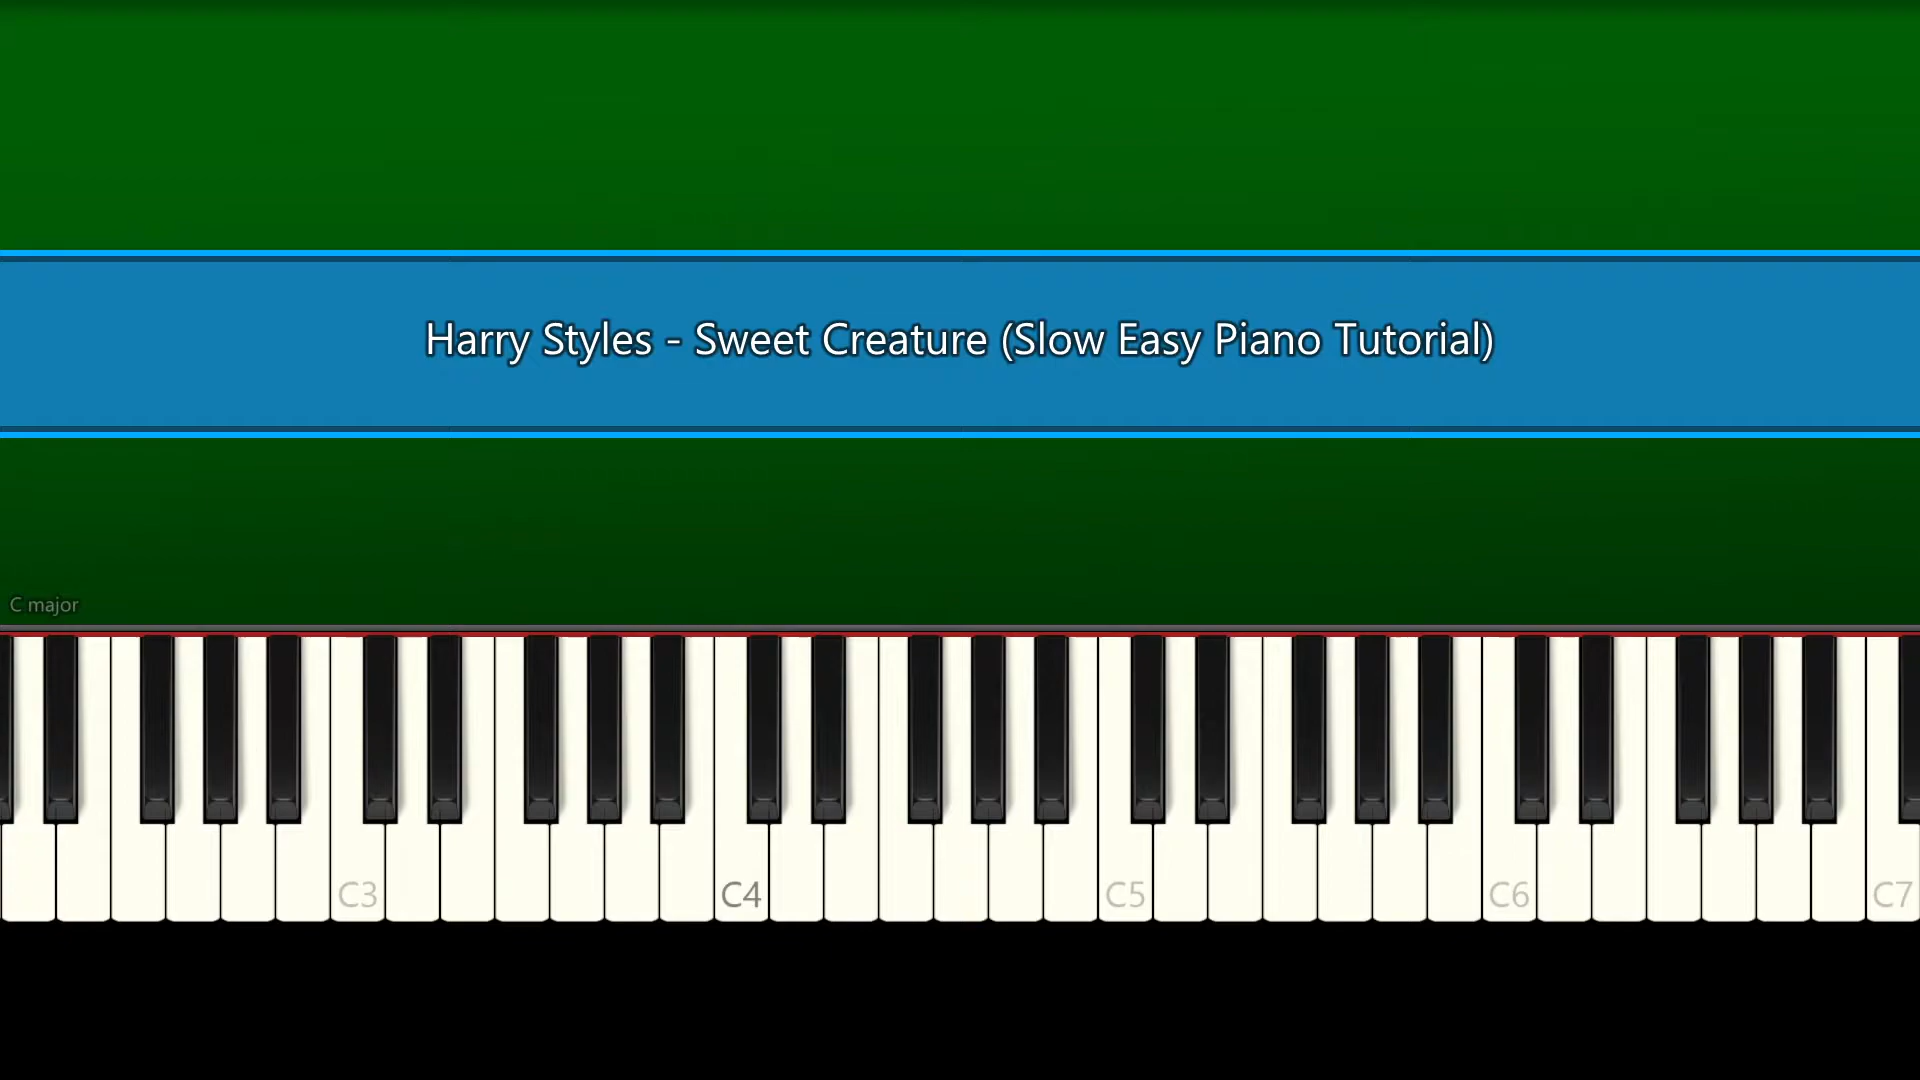 Harry Styles - Sweet Creature (Slow Easy Piano Tutorial)
C major
C3 C4 C5 C6 C7